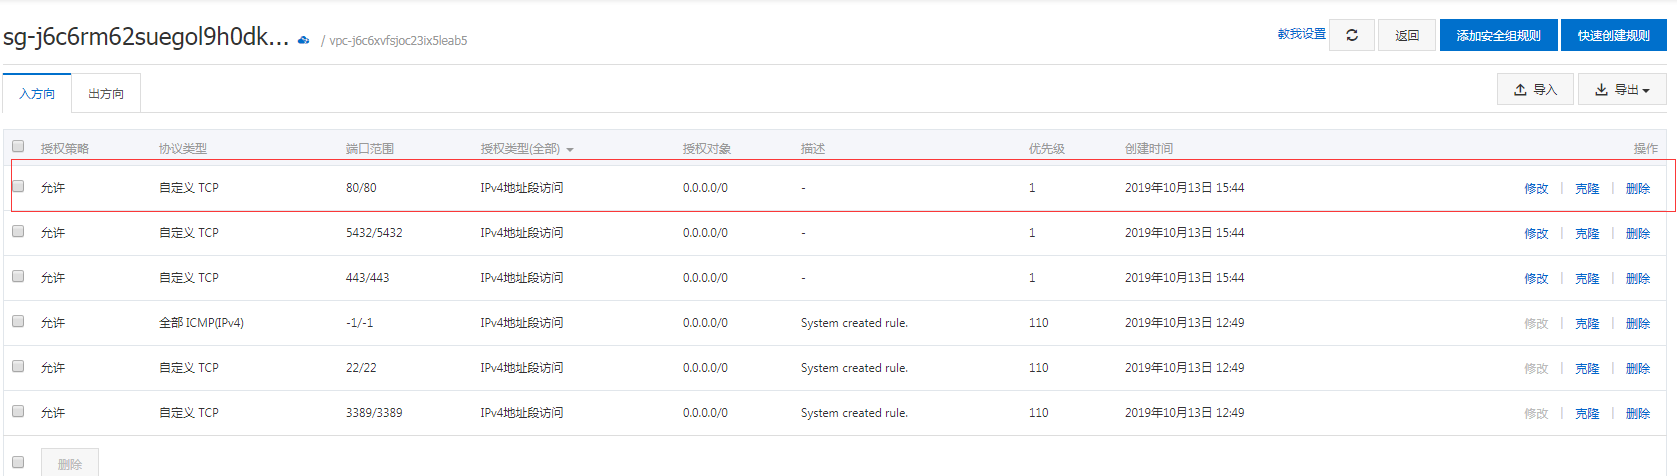 sg-j6c6rm62suegol9h0dk... / vpc-j6c6xvfsjoc23ix5leab5 教我设置 返回 添加安全组规则 快速创建规则
入方向 出方向 导入 导出
授权策略 协议类型 端口范围 授权类型(全部) 授权对象 描述 优先级 创建时间 操作
允许 自定义 TCP 80/80 IPv4地址段访问 0.0.0.0/0 - 1 2019年10月13日 15:44 修改 | 克隆 | 删除
允许 自定义 TCP 5432/5432 IPv4地址段访问 0.0.0.0/0 - 1 2019年10月13日 15:44 修改 | 克隆 | 删除
允许 自定义 TCP 443/443 IPv4地址段访问 0.0.0.0/0 - 1 2019年10月13日 15:44 修改 | 克隆 | 删除
允许 全部 ICMP(IPv4) -1/-1 IPv4地址段访问 0.0.0.0/0 System created rule. 110 2019年10月13日 12:49 修改 | 克隆 | 删除
允许 自定义 TCP 22/22 IPv4地址段访问 0.0.0.0/0 System created rule. 110 2019年10月13日 12:49 修改 | 克隆 | 删除
允许 自定义 TCP 3389/3389 IPv4地址段访问 0.0.0.0/0 System created rule. 110 2019年10月13日 12:49 修改 | 克隆 | 删除
删除